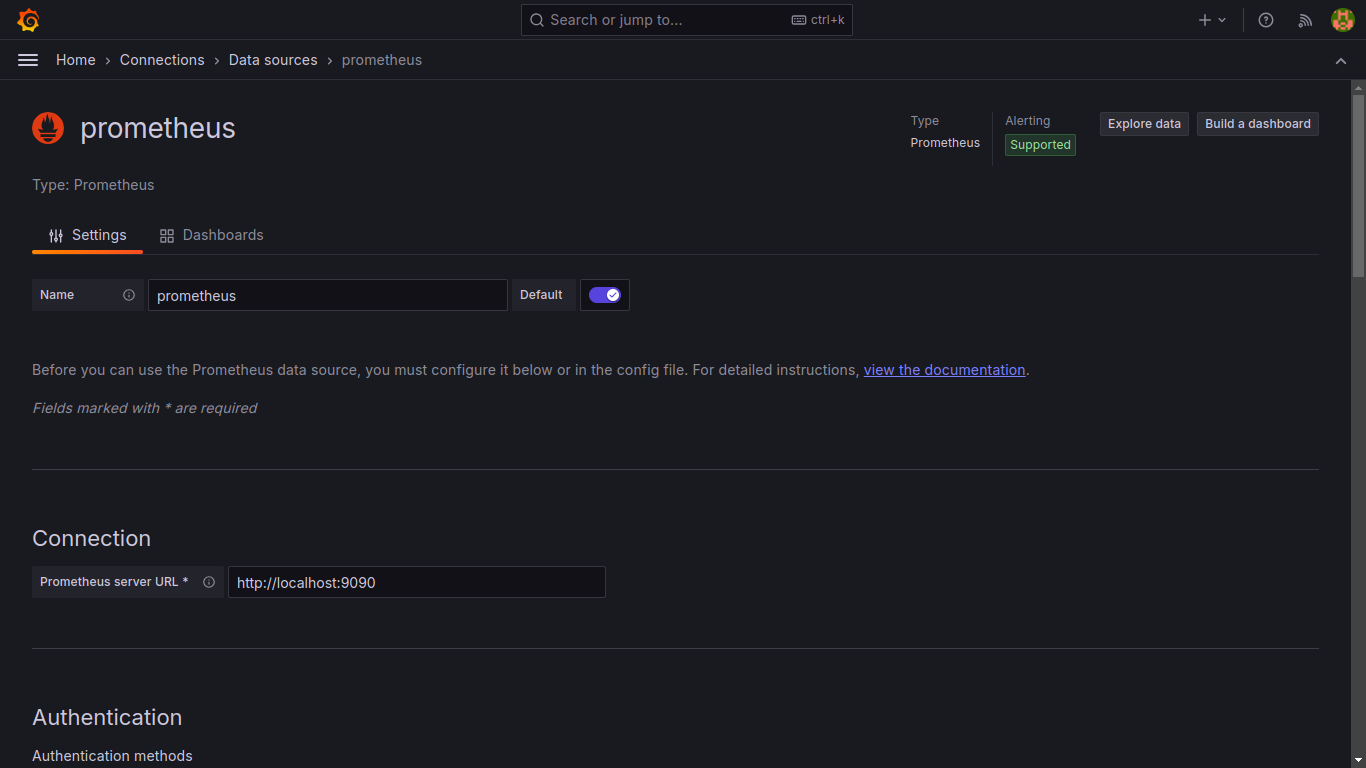 Search or jump to... ctrl+k
Home › Connections › Data sources › prometheus
prometheus
Type
Prometheus
Alerting
Supported
Explore data
Build a dashboard
Type: Prometheus
Settings
Dashboards
Name
prometheus
Default
Before you can use the Prometheus data source, you must configure it below or in the config file. For detailed instructions, view the documentation.
Fields marked with * are required
Connection
Prometheus server URL *
http://localhost:9090
Authentication
Authentication methods